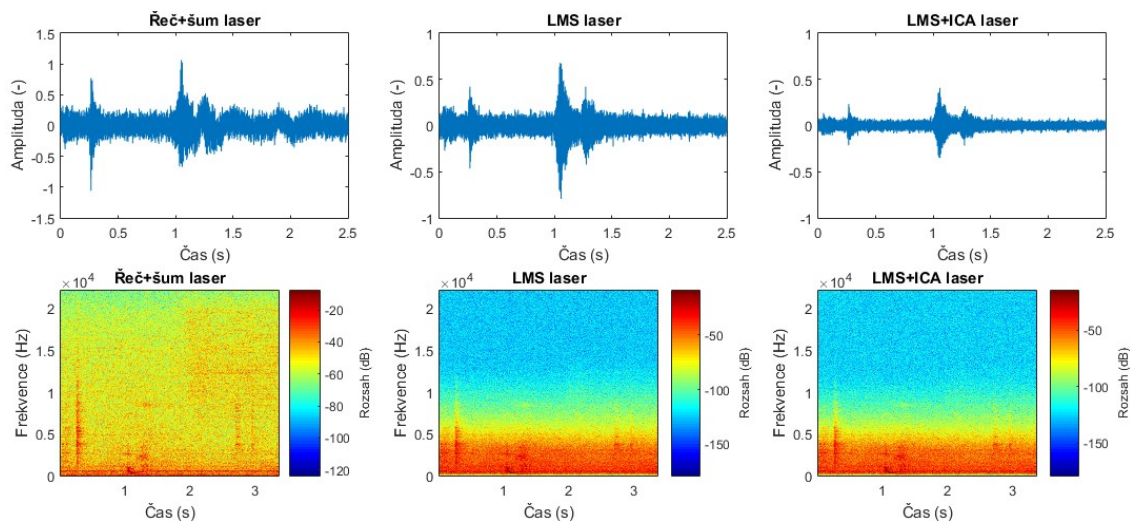 Řeč+šum laser
LMS laser
LMS+ICA laser
Amplituda (-)
1.5
1
0.5
0
-0.5
-1
-1.5
0 0.5 1 1.5 2 2.5
Čas (s)
Amplituda (-)
1
0.5
0
-0.5
-1
0 0.5 1 1.5 2 2.5
Čas (s)
Amplituda (-)
1
0.5
0
-0.5
-1
0 0.5 1 1.5 2 2.5
Čas (s)
Řeč+šum laser
× 10⁴
Frekvence (Hz)
2
1.5
1
0.5
0
1 2 3
Čas (s)
-20
-40
-60
-80
-100
-120
Rozsah (dB)
LMS laser
× 10⁴
Frekvence (Hz)
2
1.5
1
0.5
0
1 2 3
Čas (s)
-50
-100
-150
Rozsah (dB)
LMS+ICA laser
× 10⁴
Frekvence (Hz)
2
1.5
1
0.5
0
1 2 3
Čas (s)
-50
-100
-150
Rozsah (dB)